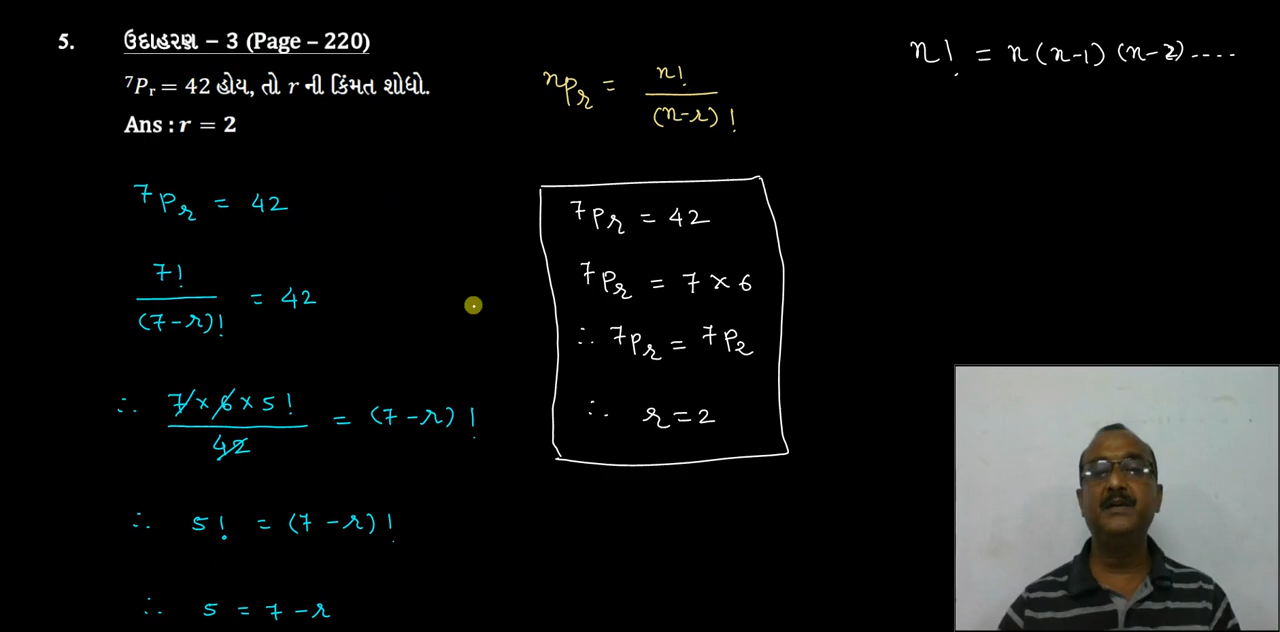 5. ઉદાહરણ – 3 (Page – 220)
⁷Pᵣ = 42 હોય, તો r ની કિંમત શોધો.
Ans : r = 2
ⁿPᵣ = n! / (n-r)!
n! = n(n-1)(n-2)....
⁷Pᵣ = 42
7! / (7-r)! = 42
∴ 7×6×5! / 42 = (7-r)!
∴ 5! = (7-r)!
∴ 5 = 7-r
⁷Pᵣ = 42
⁷Pᵣ = 7×6
∴ ⁷Pᵣ = ⁷P₂
∴ r = 2